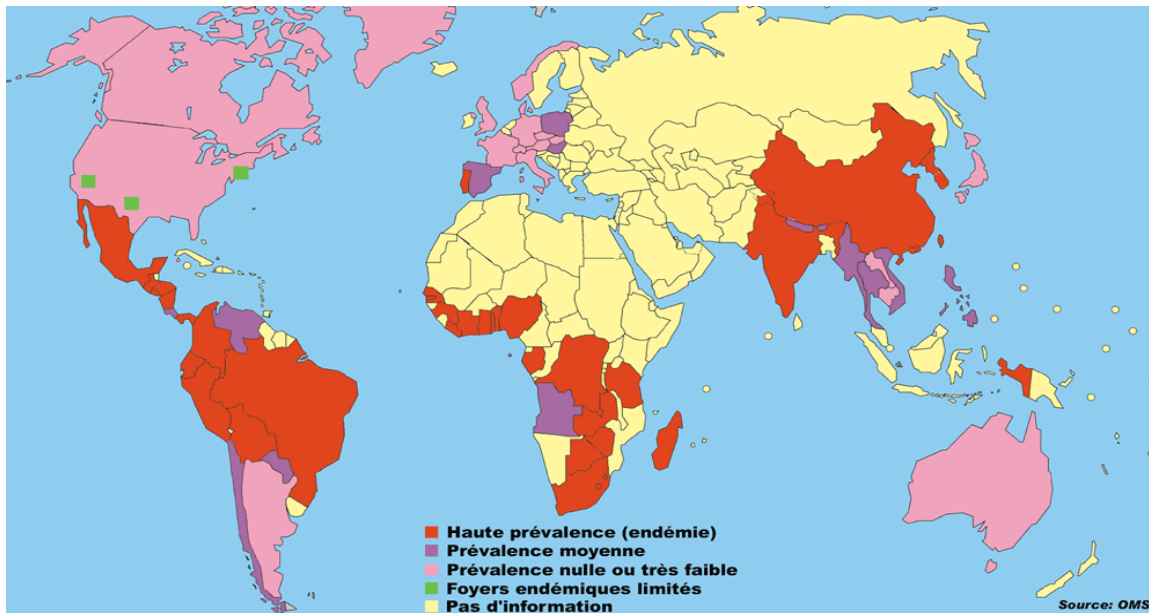 Haute prévalence (endémie)
Prévalence moyenne
Prévalence nulle ou très faible
Foyers endémiques limités
Pas d'information
Source: OMS